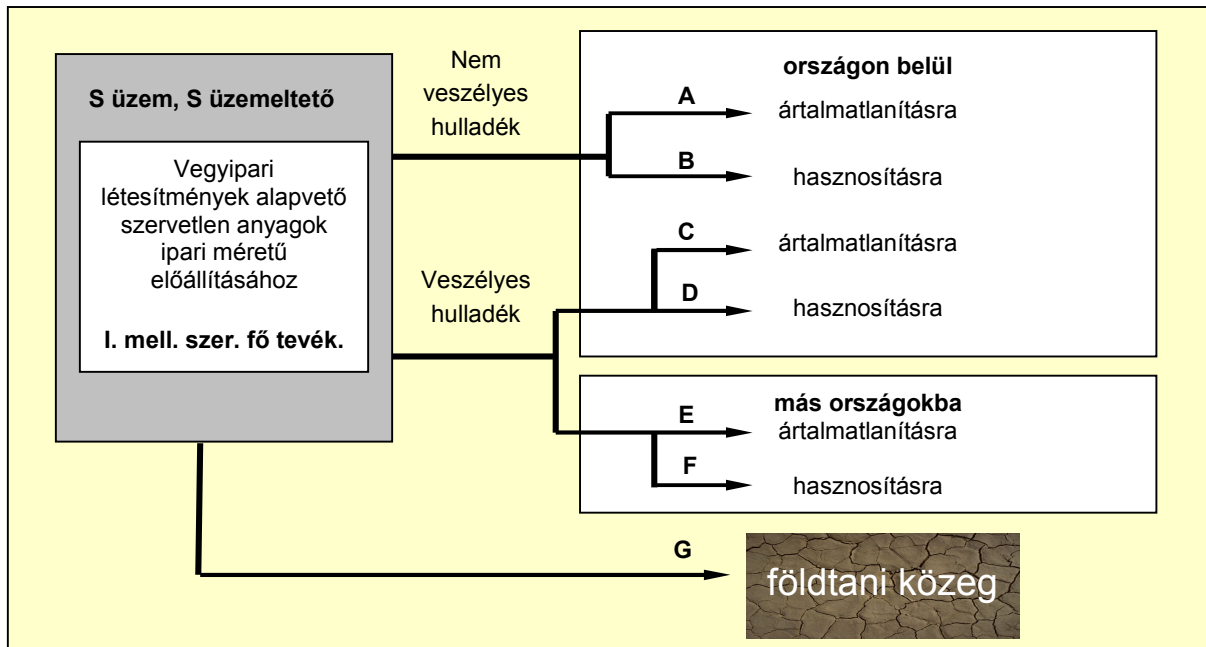 S üzem, S üzemeltető
Vegyipari
létesítmények alapvető
szervetlen anyagok
ipari méretű
előállításához
I. mell. szer. fő tevék.
Nem
veszélyes
hulladék
Veszélyes
hulladék
országon belül
A
ártalmatlanításra
B
hasznosításra
C
ártalmatlanításra
D
hasznosításra
más országokba
E
ártalmatlanításra
F
hasznosításra
G
földtani közeg